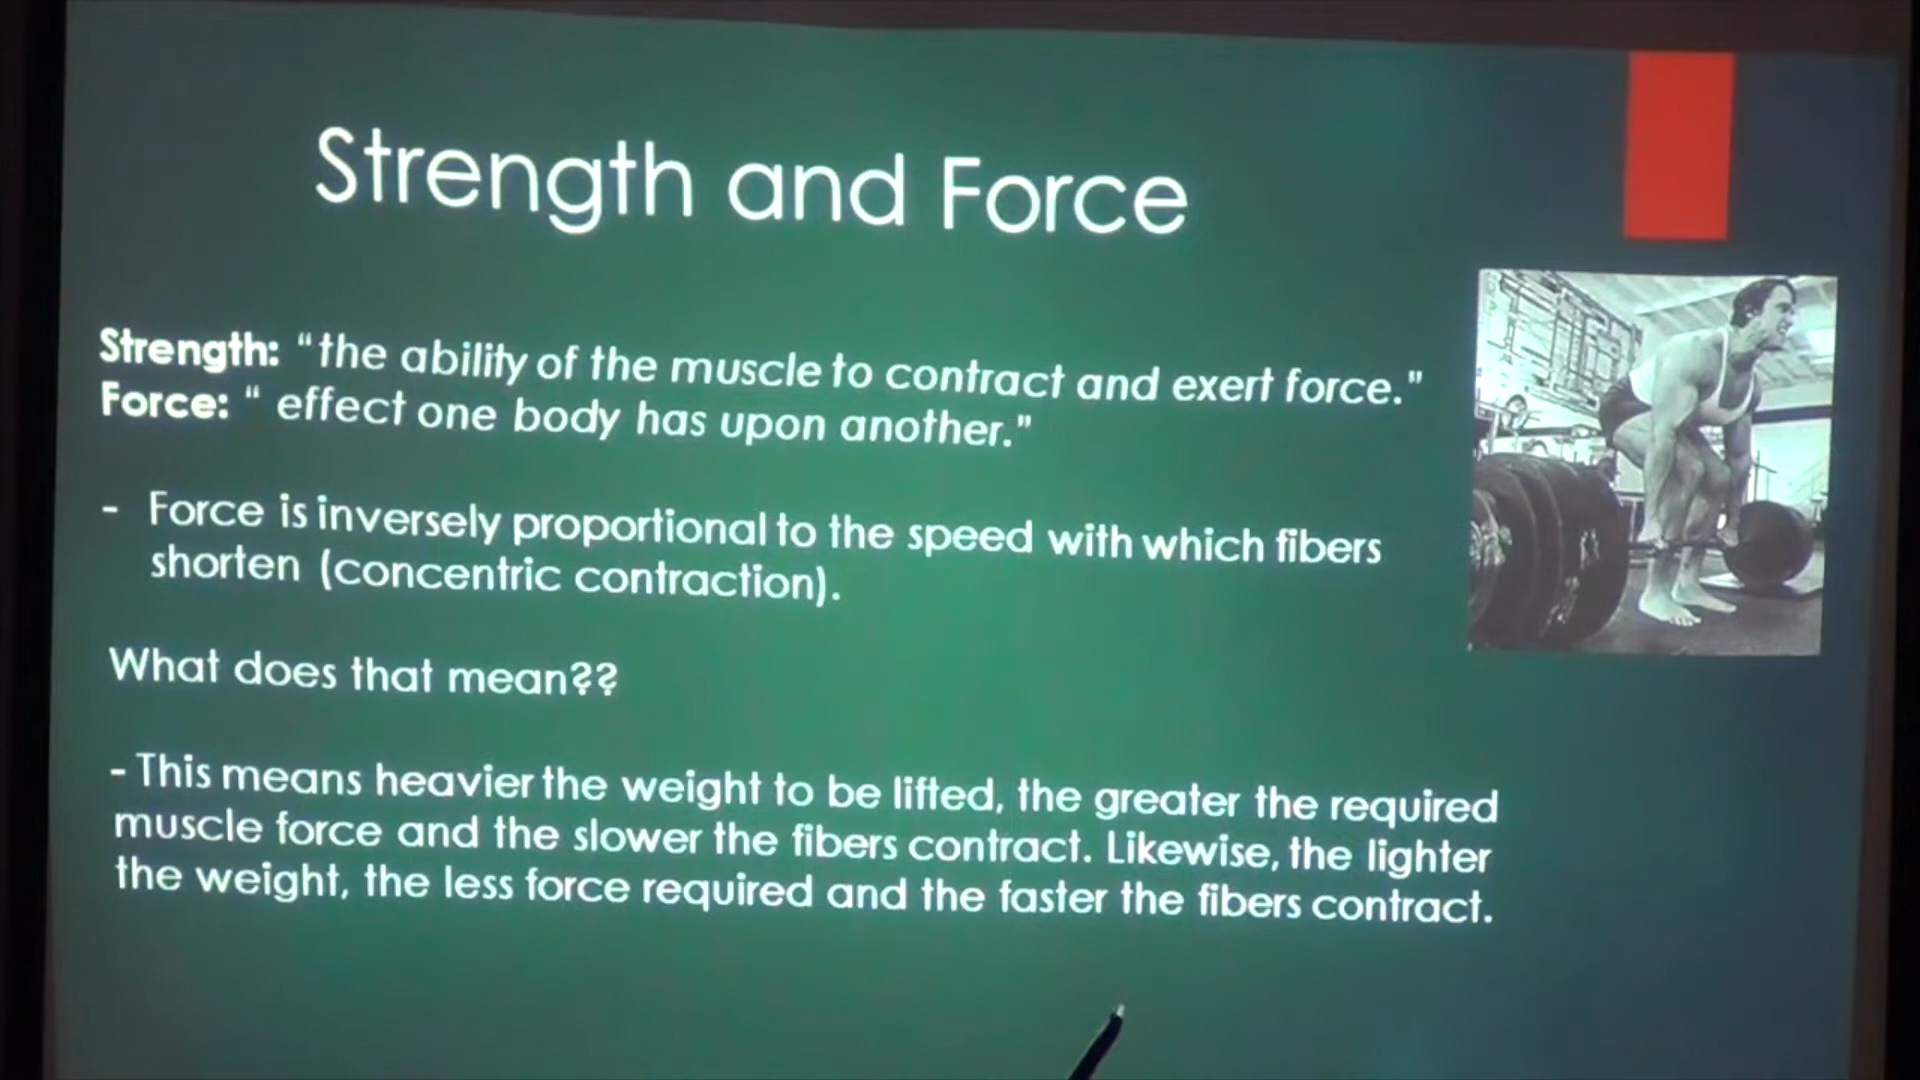 Strength and Force
Strength: "the ability of the muscle to contract and exert force."
Force: " effect one body has upon another."
- Force is inversely proportional to the speed with which fibers
shorten (concentric contraction).
What does that mean??
- This means heavier the weight to be lifted, the greater the required
muscle force and the slower the fibers contract. Likewise, the lighter
the weight, the less force required and the faster the fibers contract.